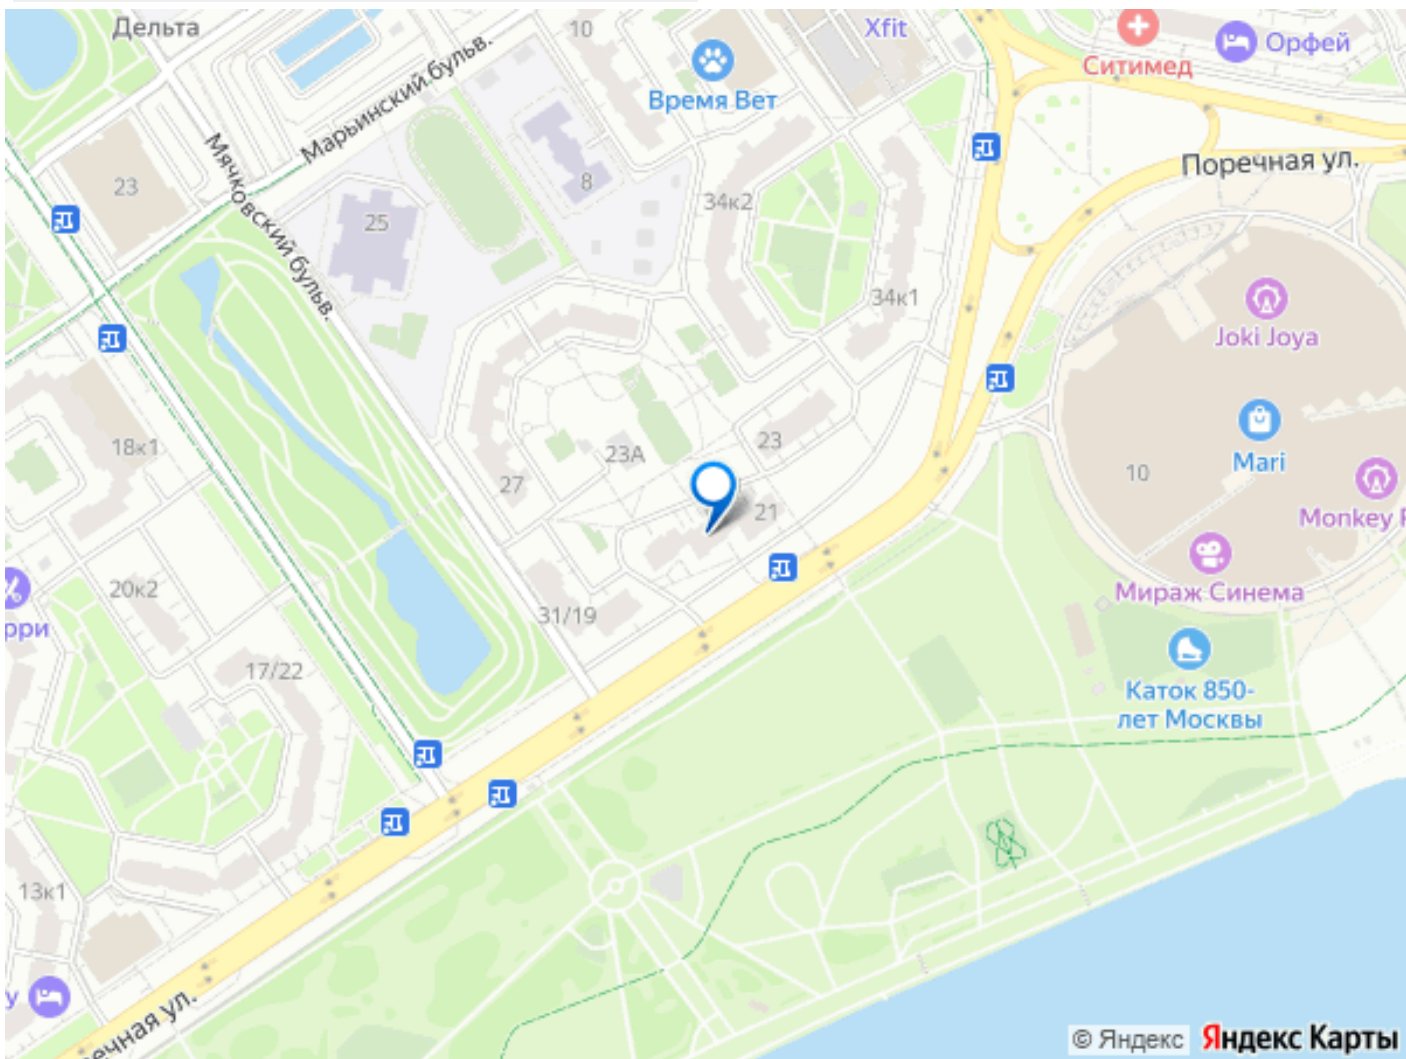 Дельта
10
Xfit
Ситимед
Орфей
Время Вет
Марьинский бульв.
Мячковский бульв.
Поречная ул.
23
25
8
34к2
34к1
Joki Joya
18к1
23А
23
27
21
10
Mari
Monkey P
Мираж Синема
20к2
31/19
рри
17/22
Каток 850-
лет Москвы
13к1
у
ечная ул.
© Яндекс Яндекс Карты